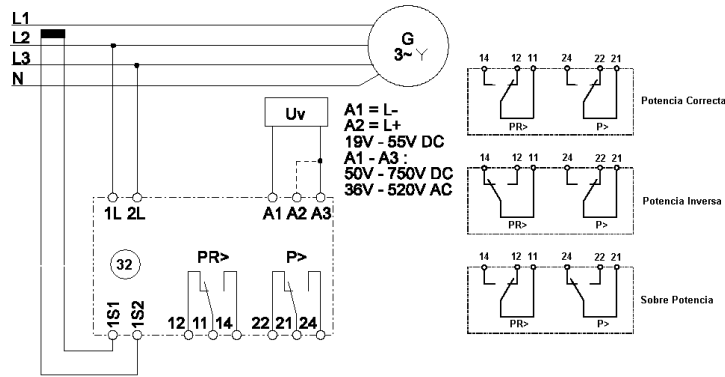 L1
L2
L3
N
G
3~
Uv
A1 = L-
A2 = L+
19V - 55V DC
A1 - A3 :
50V - 750V DC
36V - 520V AC
1L 2L
A1 A2 A3
32
PR>
P>
1S1
1S2
12 11 14
22 21 24
14 12 11 24 22 21
PR> P>
Potencia Correcta
14 12 11 24 22 21
PR> P>
Potencia Inversa
14 12 11 24 22 21
PR> P>
Sobre Potencia